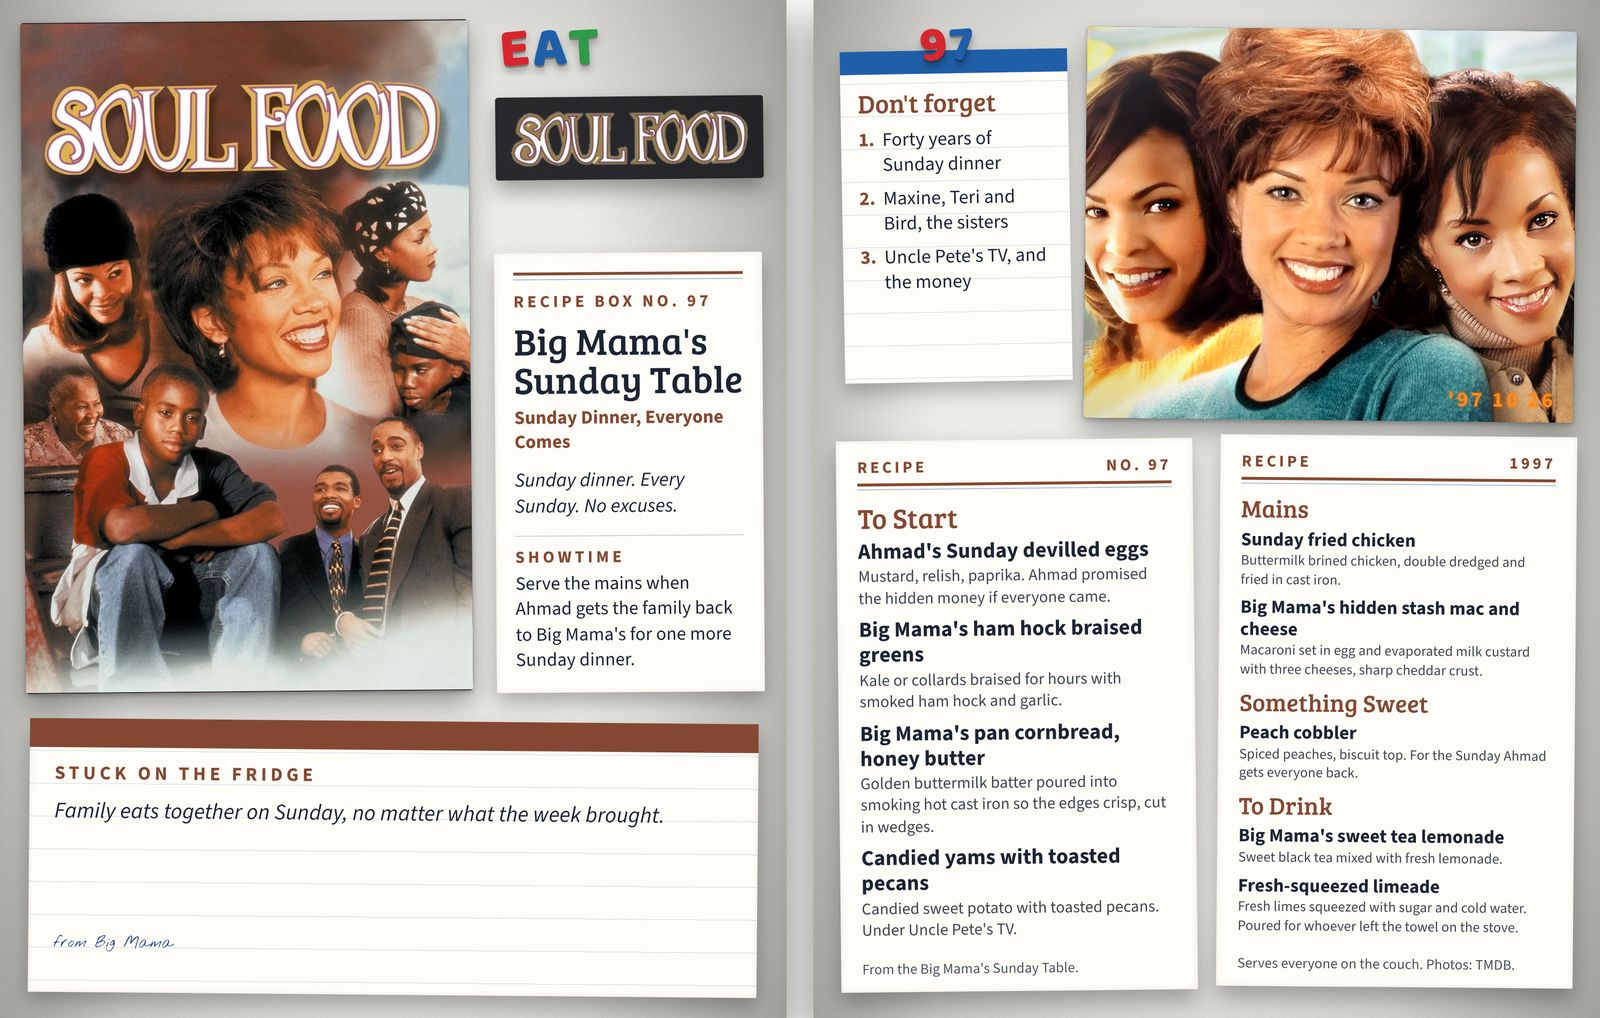 SOUL FOOD
EAT
SOUL FOOD
RECIPE BOX NO. 97
Big Mama's
Sunday Table
Sunday Dinner, Everyone
Comes
Sunday dinner. Every
Sunday. No excuses.
SHOWTIME
Serve the mains when
Ahmad gets the family back
to Big Mama's for one more
Sunday dinner.
STUCK ON THE FRIDGE
Family eats together on Sunday, no matter what the week brought.
from Big Mama
97
Don't forget
1. Forty years of
Sunday dinner
2. Maxine, Teri and
Bird, the sisters
3. Uncle Pete's TV, and
the money
'97 10 26
RECIPE NO. 97
To Start
Ahmad's Sunday devilled eggs
Mustard, relish, paprika. Ahmad promised
the hidden money if everyone came.
Big Mama's ham hock braised
greens
Kale or collards braised for hours with
smoked ham hock and garlic.
Big Mama's pan cornbread,
honey butter
Golden buttermilk batter poured into
smoking hot cast iron so the edges crisp, cut
in wedges.
Candied yams with toasted
pecans
Candied sweet potato with toasted pecans.
Under Uncle Pete's TV.
From the Big Mama's Sunday Table.
RECIPE 1997
Mains
Sunday fried chicken
Buttermilk brined chicken, double dredged and
fried in cast iron.
Big Mama's hidden stash mac and
cheese
Macaroni set in egg and evaporated milk custard
with three cheeses, sharp cheddar crust.
Something Sweet
Peach cobbler
Spiced peaches, biscuit top. For the Sunday Ahmad
gets everyone back.
To Drink
Big Mama's sweet tea lemonade
Sweet black tea mixed with fresh lemonade.
Fresh-squeezed limeade
Fresh limes squeezed with sugar and cold water.
Poured for whoever left the towel on the stove.
Serves everyone on the couch. Photos: TMDB.